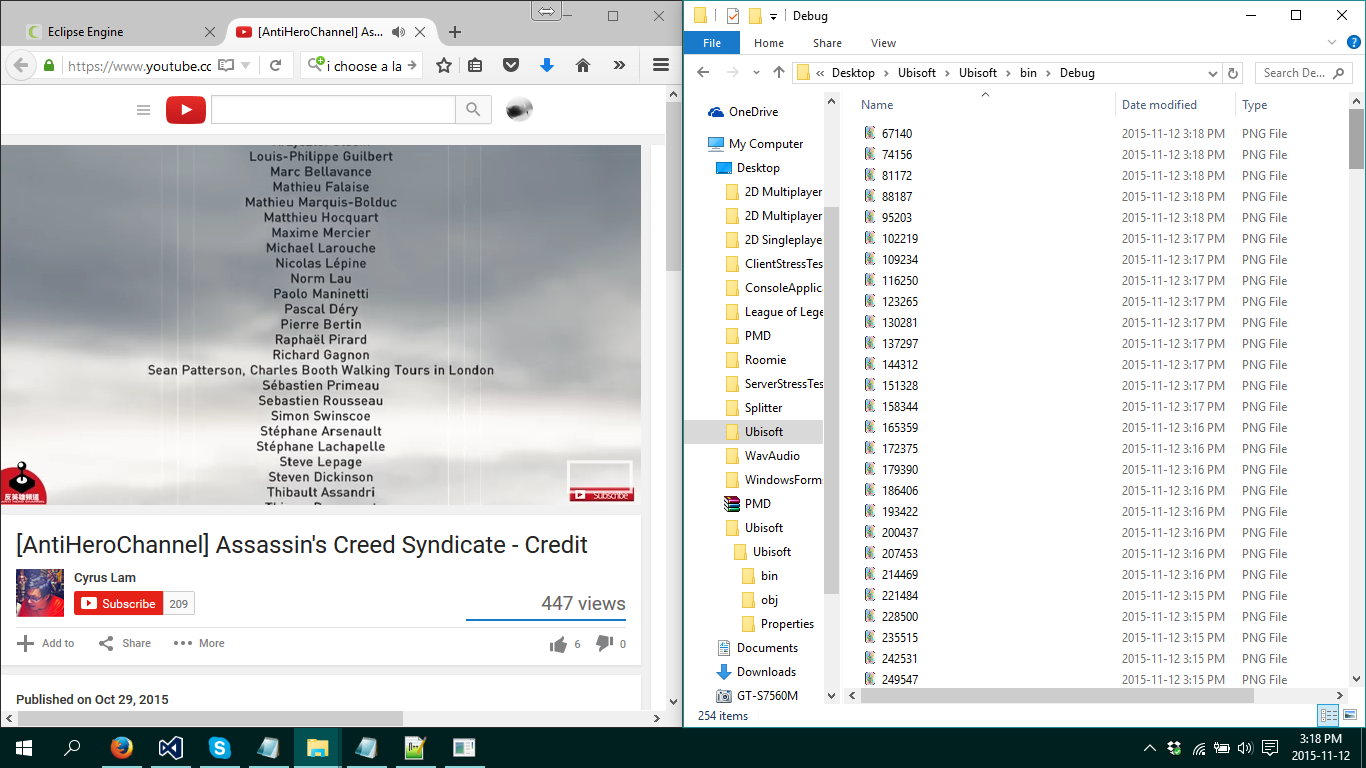 Eclipse Engine
[AntiHeroChannel] As...
https://www.youtube.cc
i choose a la
Louis-Philippe Guilbert
Marc Bellavance
Mathieu Falaise
Mathieu Marquis-Bolduc
Matthieu Hocquart
Maxime Mercier
Michael Larouche
Nicolas Lépine
Norm Lau
Paolo Maninetti
Pascal Déry
Pierre Bertin
Raphaël Pirard
Richard Gagnon
Sean Patterson, Charles Booth Walking Tours in London
Sébastien Primeau
Sebastien Rousseau
Simon Swinscoe
Stéphane Arsenault
Stéphane Lachapelle
Steve Lepage
Steven Dickinson
Thibault Assandri
反英雄頻道
Subscribe
[AntiHeroChannel] Assassin's Creed Syndicate - Credit
Cyrus Lam
Subscribe 209
447 views
Add to Share More 6 0
Published on Oct 29, 2015
Debug
File Home Share View
« Desktop Ubisoft Ubisoft bin Debug
Search De...
OneDrive
My Computer
Desktop
2D Multiplayer
2D Multiplayer
2D Singleplaye
ClientStressTes
ConsoleApplica
League of Lege
PMD
Roomie
ServerStressTes
Splitter
Ubisoft
WavAudio
WindowsForm
PMD
Ubisoft
Ubisoft
bin
obj
Properties
Documents
Downloads
GT-S7560M
Name Date modified Type
67140 2015-11-12 3:18 PM PNG File
74156 2015-11-12 3:18 PM PNG File
81172 2015-11-12 3:18 PM PNG File
88187 2015-11-12 3:18 PM PNG File
95203 2015-11-12 3:18 PM PNG File
102219 2015-11-12 3:17 PM PNG File
109234 2015-11-12 3:17 PM PNG File
116250 2015-11-12 3:17 PM PNG File
123265 2015-11-12 3:17 PM PNG File
130281 2015-11-12 3:17 PM PNG File
137297 2015-11-12 3:17 PM PNG File
144312 2015-11-12 3:17 PM PNG File
151328 2015-11-12 3:17 PM PNG File
158344 2015-11-12 3:17 PM PNG File
165359 2015-11-12 3:16 PM PNG File
172375 2015-11-12 3:16 PM PNG File
179390 2015-11-12 3:16 PM PNG File
186406 2015-11-12 3:16 PM PNG File
193422 2015-11-12 3:16 PM PNG File
200437 2015-11-12 3:16 PM PNG File
207453 2015-11-12 3:16 PM PNG File
214469 2015-11-12 3:16 PM PNG File
221484 2015-11-12 3:15 PM PNG File
228500 2015-11-12 3:15 PM PNG File
235515 2015-11-12 3:15 PM PNG File
242531 2015-11-12 3:15 PM PNG File
249547 2015-11-12 3:15 PM PNG File
254 items
3:18 PM
2015-11-12